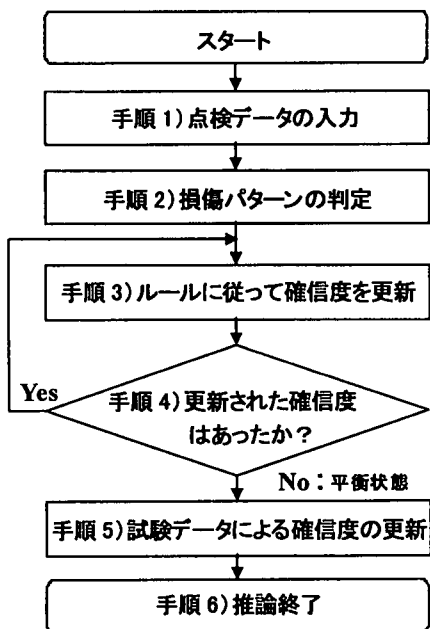 スタート
手順1)点検データの入力
手順2)損傷パターンの判定
手順3)ルールに従って確信度を更新
Yes
手順4)更新された確信度
はあったか？
No：平衡状態
手順5)試験データによる確信度の更新
手順6)推論終了